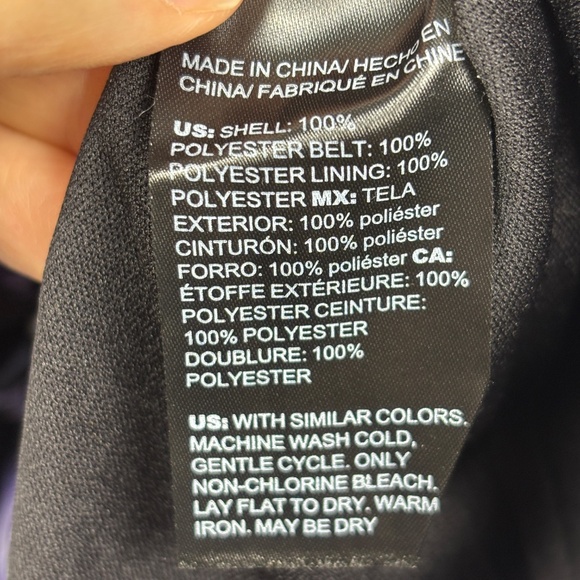 MADE IN CHINA/ HECHO EN
CHINA/ FABRIQUÉ EN CHINE
US: SHELL: 100%
POLYESTER BELT: 100%
POLYESTER LINING: 100%
POLYESTER MX: TELA
EXTERIOR: 100% poliéster
CINTURÓN: 100% poliéster
FORRO: 100% poliéster CA:
ÉTOFFE EXTÉRIEURE: 100%
POLYESTER CEINTURE:
100% POLYESTER
DOUBLURE: 100%
POLYESTER
US: WITH SIMILAR COLORS.
MACHINE WASH COLD,
GENTLE CYCLE. ONLY
NON-CHLORINE BLEACH.
LAY FLAT TO DRY. WARM
IRON. MAY BE DRY